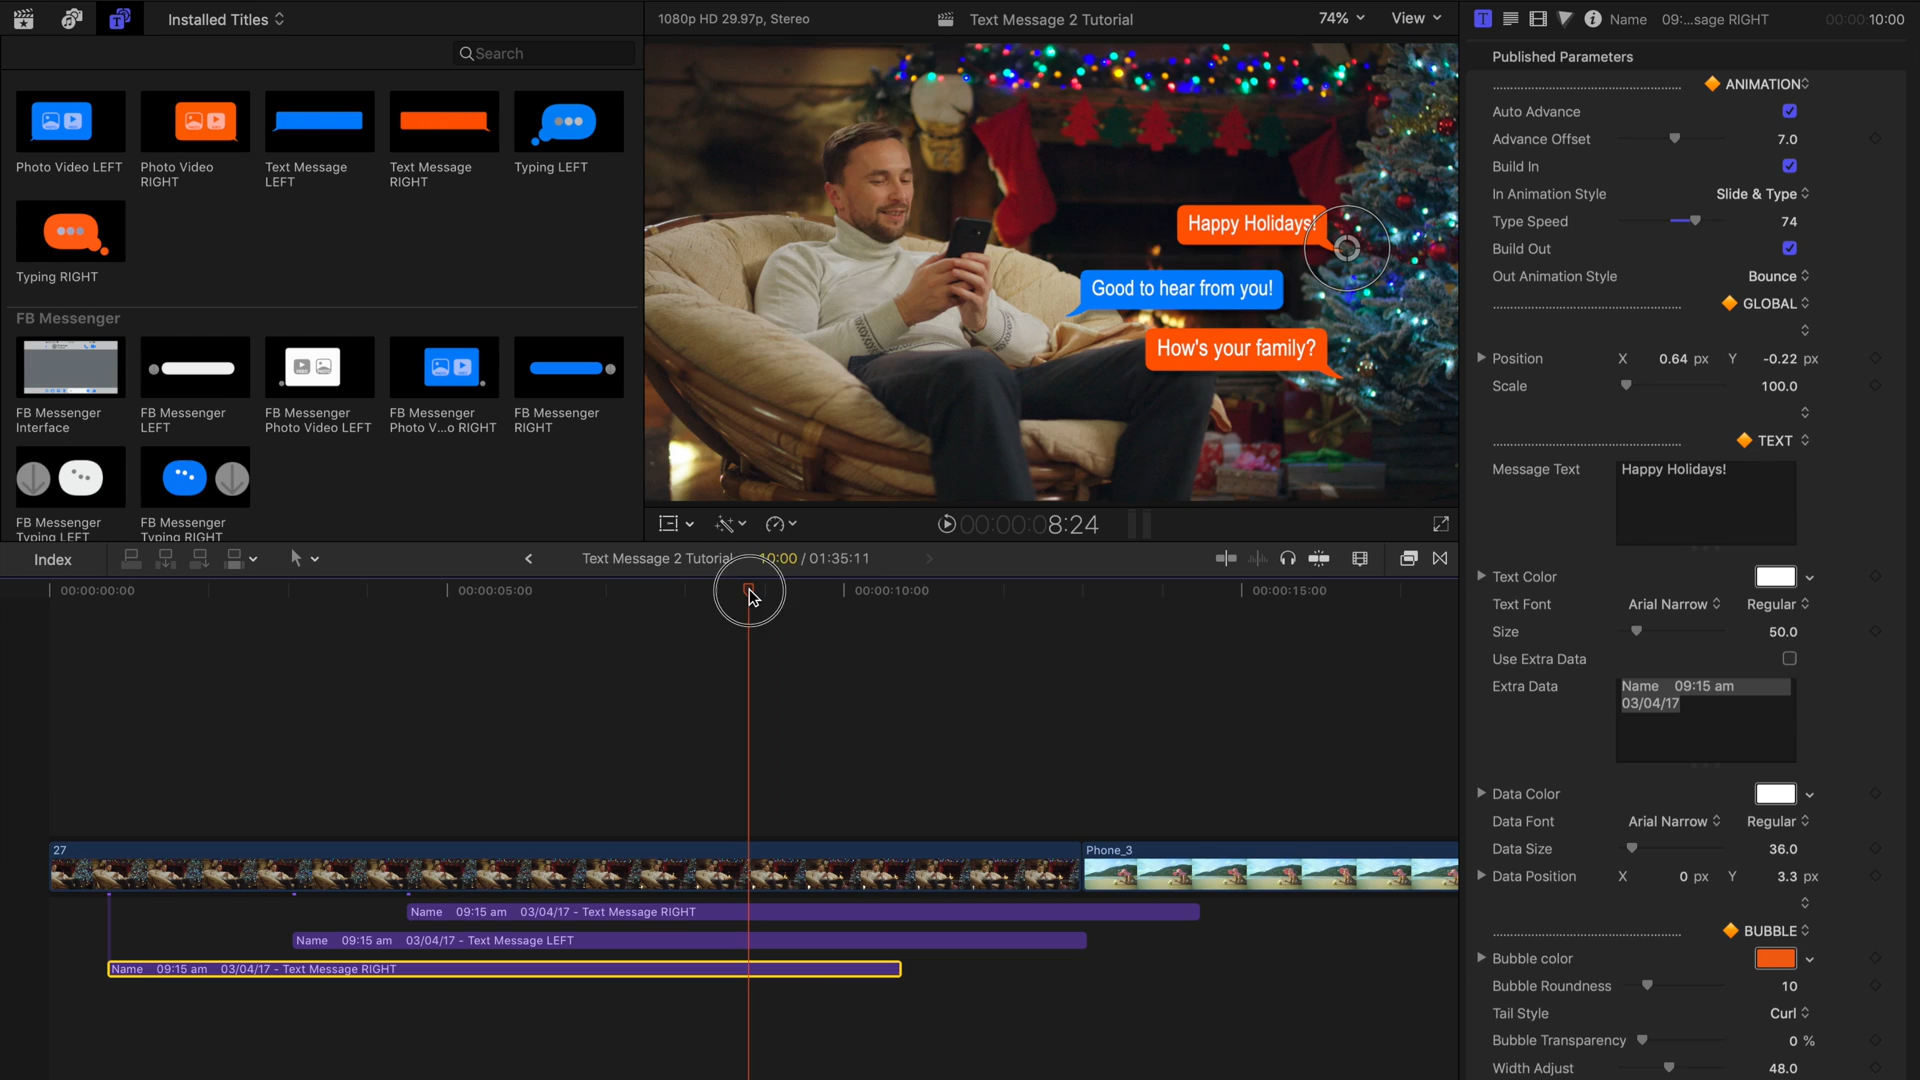 Installed Titles
Search
Photo Video LEFT
Photo Video
RIGHT
Text Message
LEFT
Text Message
RIGHT
Typing LEFT
Typing RIGHT
FB Messenger
FB Messenger
Interface
FB Messenger
LEFT
FB Messenger
Photo Video LEFT
FB Messenger
Photo V...o RIGHT
FB Messenger
RIGHT
FB Messenger
Typing LEFT
FB Messenger
Typing RIGHT
1080p HD 29.97p, Stereo
Text Message 2 Tutorial
74%
View
Happy Holidays!
Good to hear from you!
How's your family?
00:00:08:24
Name 09:...sage RIGHT
00:00:10:00
Published Parameters
ANIMATION
Auto Advance
Advance Offset 7.0
Build In
In Animation Style Slide & Type
Type Speed 74
Build Out
Out Animation Style Bounce
GLOBAL
Position X 0.64 px Y -0.22 px
Scale 100.0
TEXT
Message Text Happy Holidays!
Text Color
Text Font Arial Narrow Regular
Size 50.0
Use Extra Data
Extra Data Name 09:15 am
03/04/17
Data Color
Data Font Arial Narrow Regular
Data Size 36.0
Data Position X 0 px Y 3.3 px
BUBBLE
Bubble color
Bubble Roundness 10
Tail Style Curl
Bubble Transparency 0 %
Width Adjust 48.0
Index
Text Message 2 Tutorial 10:00 / 01:35:11
00:00:00:00
00:00:05:00
00:00:10:00
00:00:15:00
27
Phone_3
Name 09:15 am 03/04/17 - Text Message RIGHT
Name 09:15 am 03/04/17 - Text Message LEFT
Name 09:15 am 03/04/17 - Text Message RIGHT